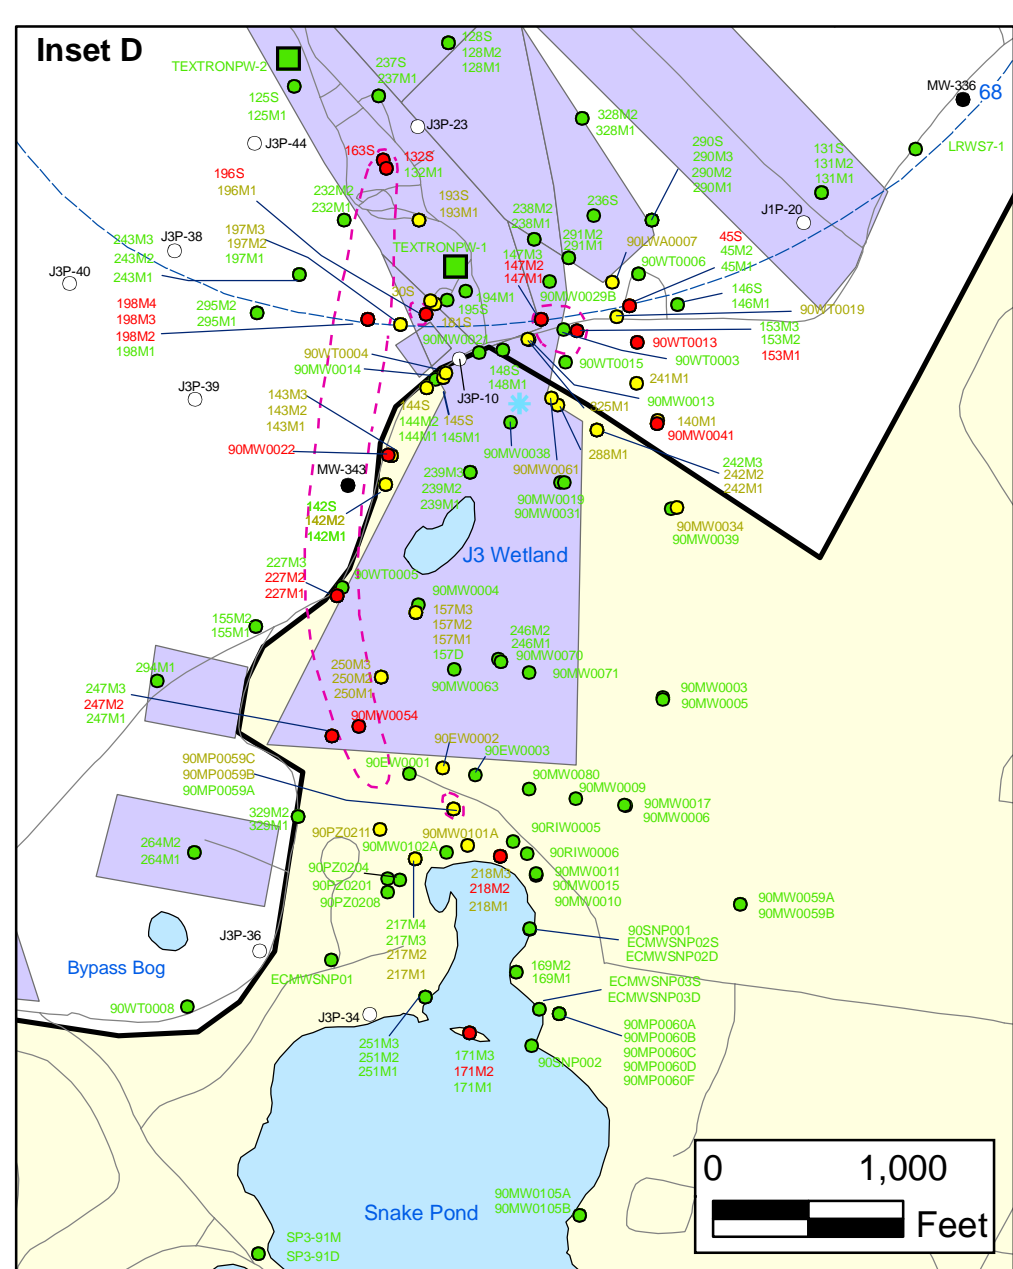 Inset D
TEXTRONPW-2
128S
128M2
128M1
237S
237M1
125S
125M1
MW-336
68
J3P-23
328M2
328M1
J3P-44
290S
290M3
290M2
290M1
LRWS7-1
163S
132S
132M1
131S
131M2
131M1
196S
196M1
232M2
232M1
193S
193M1
236S
238M2
238M1
J1P-20
197M3
197M2
197M1
J3P-38
243M3
243M2
243M1
TEXTRONPW-1
291M2
291M1
90LWA0007
45S
45M2
45M1
147M3
147M2
147M1
90WT0006
J3P-40
30S
194M1
195S
90MW0029B
146S
146M1
198M4
198M3
198M2
198M1
295M2
295M1
181S
90WT0019
90MW0021
153M3
153M2
153M1
90WT0013
90WT0003
90WT0004
90MW0014
90WT0015
148S
148M1
241M1
J3P-39
J3P-10
143M3
143M2
143M1
144S
144M2
144M1
145S
145M1
225M1
90MW0013
140M1
90MW0041
90MW0022
90MW0038
288M1
MW-343
239M3
239M2
239M1
90MW0061
242M3
242M2
242M1
90MW0019
90MW0031
142S
142M2
142M1
90MW0034
90MW0039
J3 Wetland
227M3
227M2
227M1
90WT0005
90MW0004
155M2
155M1
157M3
157M2
157M1
157D
246M2
246M1
90MW0070
90MW0071
294M1
250M3
250M2
250M1
90MW0063
90MW0003
90MW0005
247M3
247M2
247M1
90MW0054
90EW0002
90EW0003
90MP0059C
90MP0059B
90MP0059A
90EW0001
90MW0080
90MW0009
90MW0017
90MW0006
329M2
329M1
90PZ0211
90MW0101A
90RIW0005
90MW0102A
90RIW0006
264M2
264M1
90PZ0204
90PZ0201
90PZ0208
218M3
218M2
218M1
90MW0011
90MW0015
90MW0010
90MW0059A
90MW0059B
217M4
217M3
217M2
217M1
90SNP001
ECMWSNP02S
ECMWSNP02D
J3P-36
Bypass Bog
ECMWSNP01
169M2
169M1
ECMWSNP03S
ECMWSNP03D
90WT0008
J3P-34
90MP0060A
90MP0060B
90MP0060C
90MP0060D
90MP0060F
251M3
251M2
251M1
171M3
171M2
171M1
90SNP002
0 1,000
Feet
90MW0105A
90MW0105B
Snake Pond
SP3-91M
SP3-91D